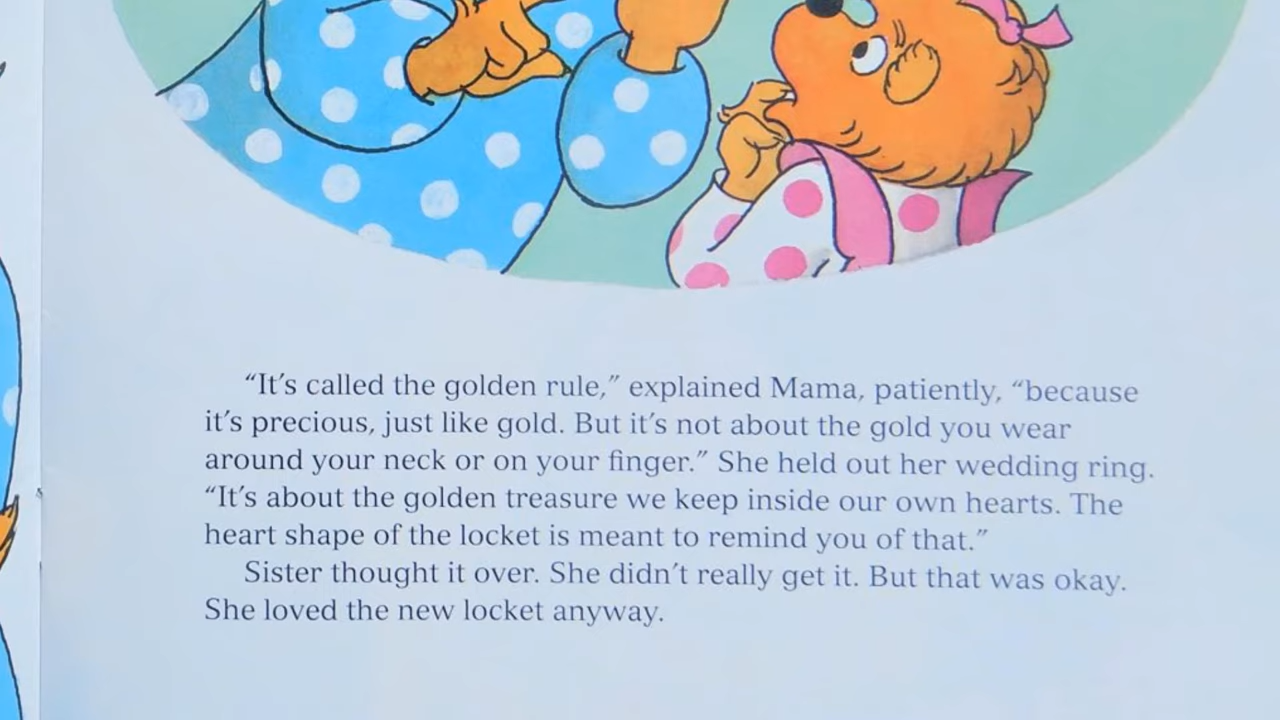 “It’s called the golden rule,” explained Mama, patiently, “because
it’s precious, just like gold. But it’s not about the gold you wear
around your neck or on your finger.” She held out her wedding ring.
“It’s about the golden treasure we keep inside our own hearts. The
heart shape of the locket is meant to remind you of that.”
Sister thought it over. She didn’t really get it. But that was okay.
She loved the new locket anyway.